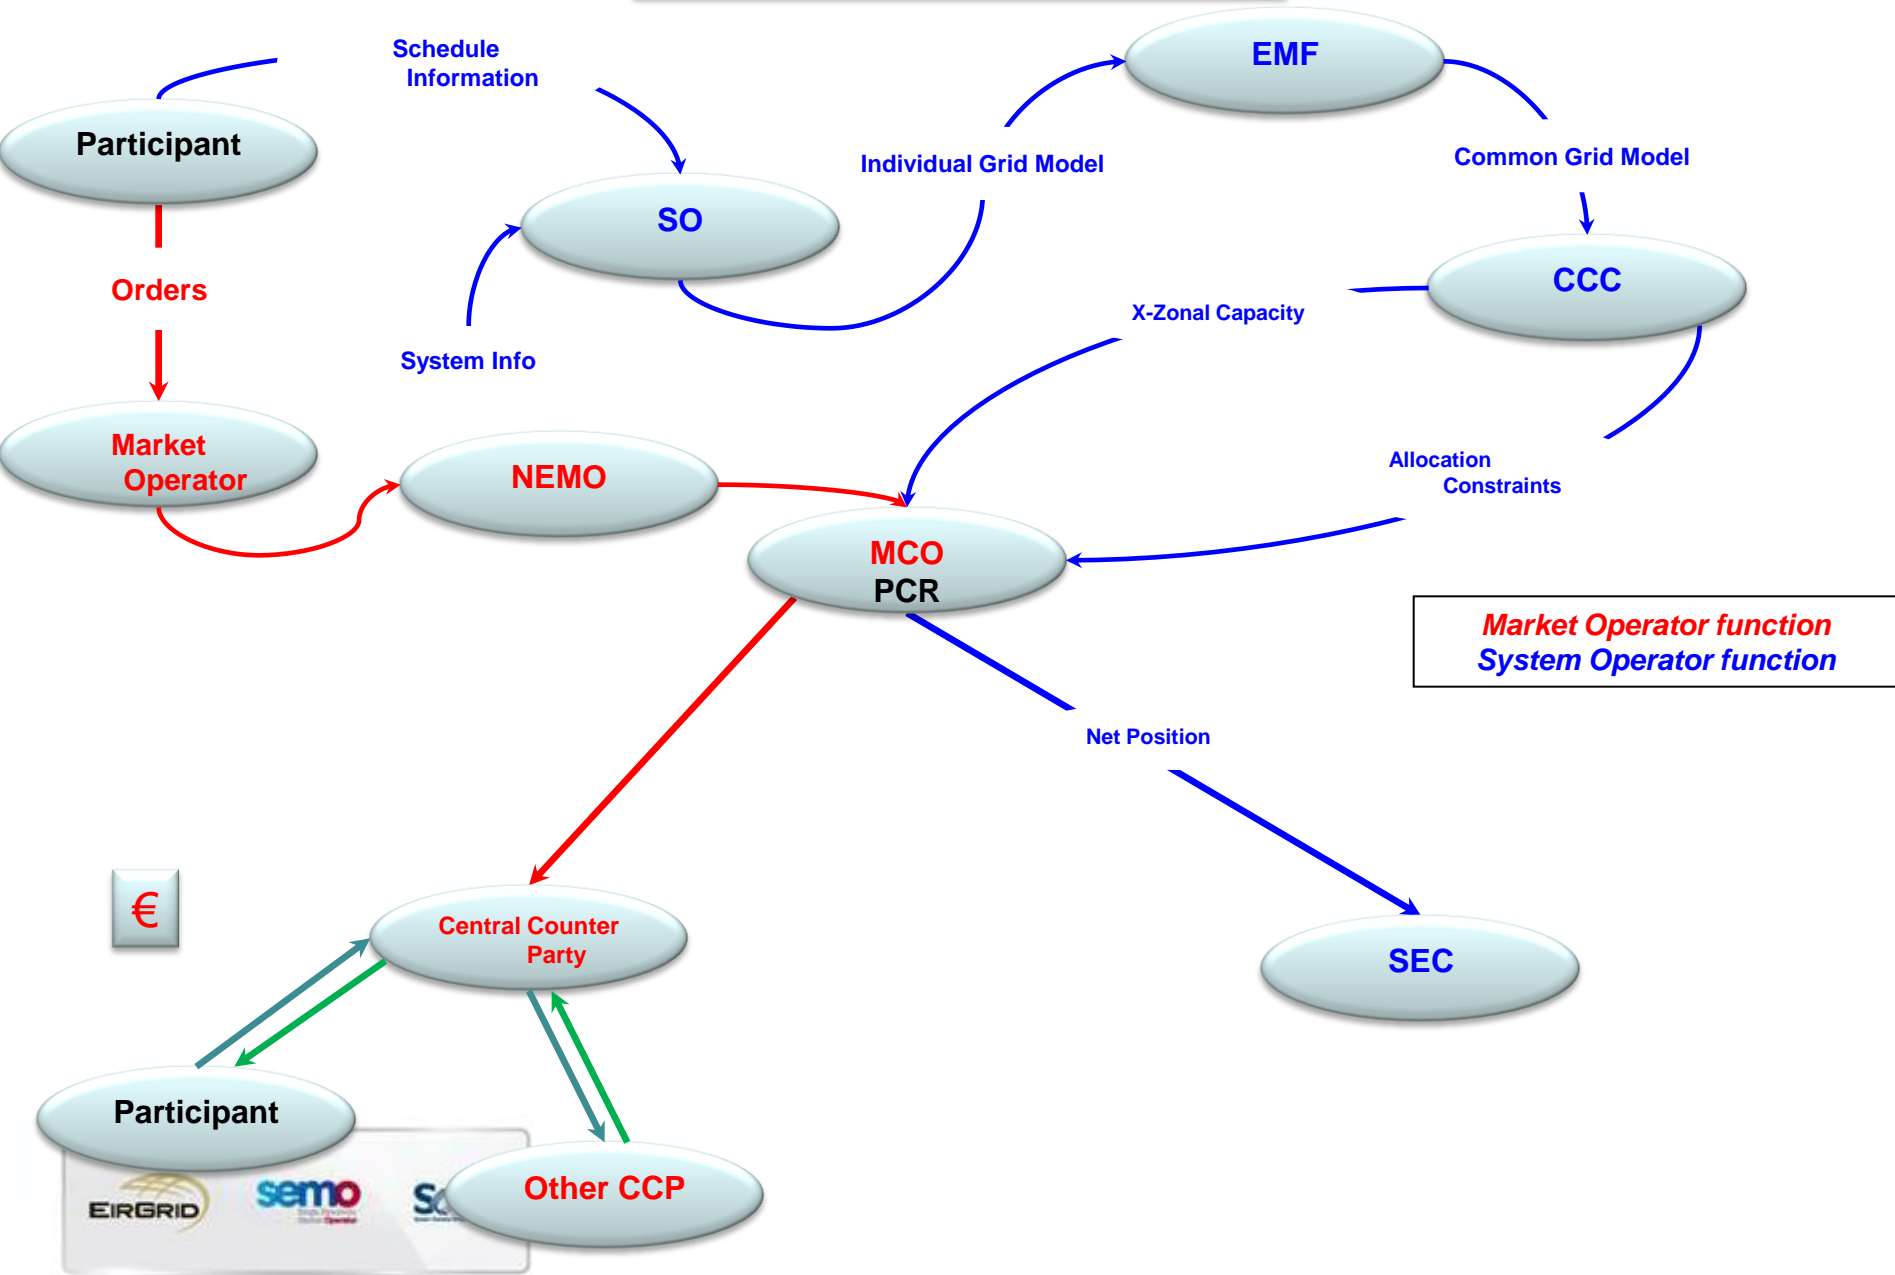 Schedule
Information
EMF
Participant
Individual Grid Model
Common Grid Model
SO
CCC
Orders
X-Zonal Capacity
System Info
Market
Operator
NEMO
Allocation
Constraints
MCO
PCR
Market Operator function
System Operator function
Net Position
€
Central Counter
Party
SEC
Participant
Other CCP
EIRGRID
semo